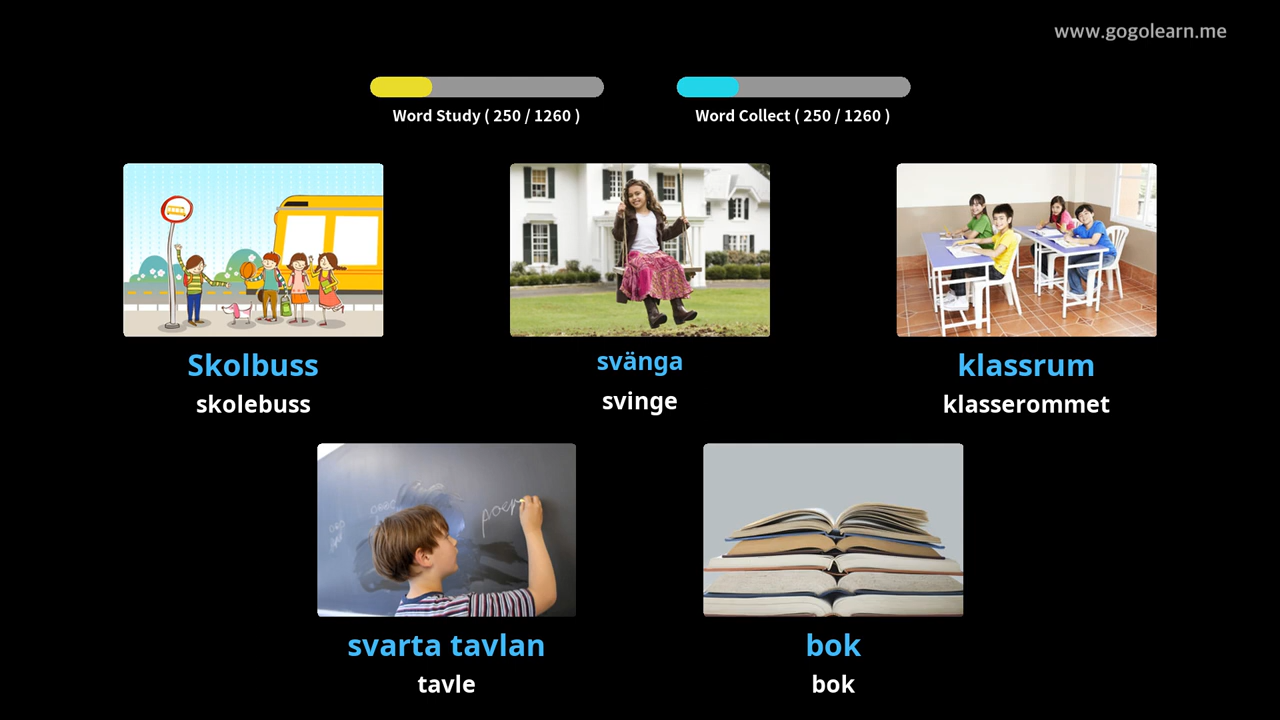 www.gogolearn.me
Word Study ( 250 / 1260 )
Word Collect ( 250 / 1260 )
Skolbuss
skolebuss
svänga
svinge
klassrum
klasserommet
poem
svarta tavlan
tavle
bok
bok